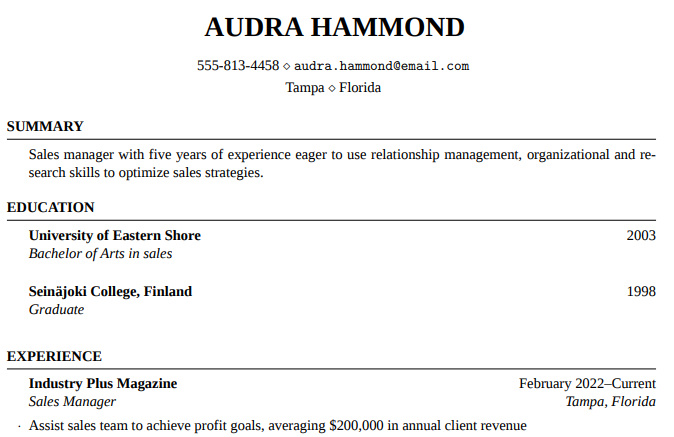 AUDRA HAMMOND
555-813-4458 ⋄ audra.hammond@email.com
Tampa ⋄ Florida
SUMMARY
Sales manager with five years of experience eager to use relationship management, organizational and re-
search skills to optimize sales strategies.
EDUCATION
University of Eastern Shore 2003
Bachelor of Arts in sales
Seinäjoki College, Finland 1998
Graduate
EXPERIENCE
Industry Plus Magazine February 2022–Current
Sales Manager Tampa, Florida
· Assist sales team to achieve profit goals, averaging $200,000 in annual client revenue